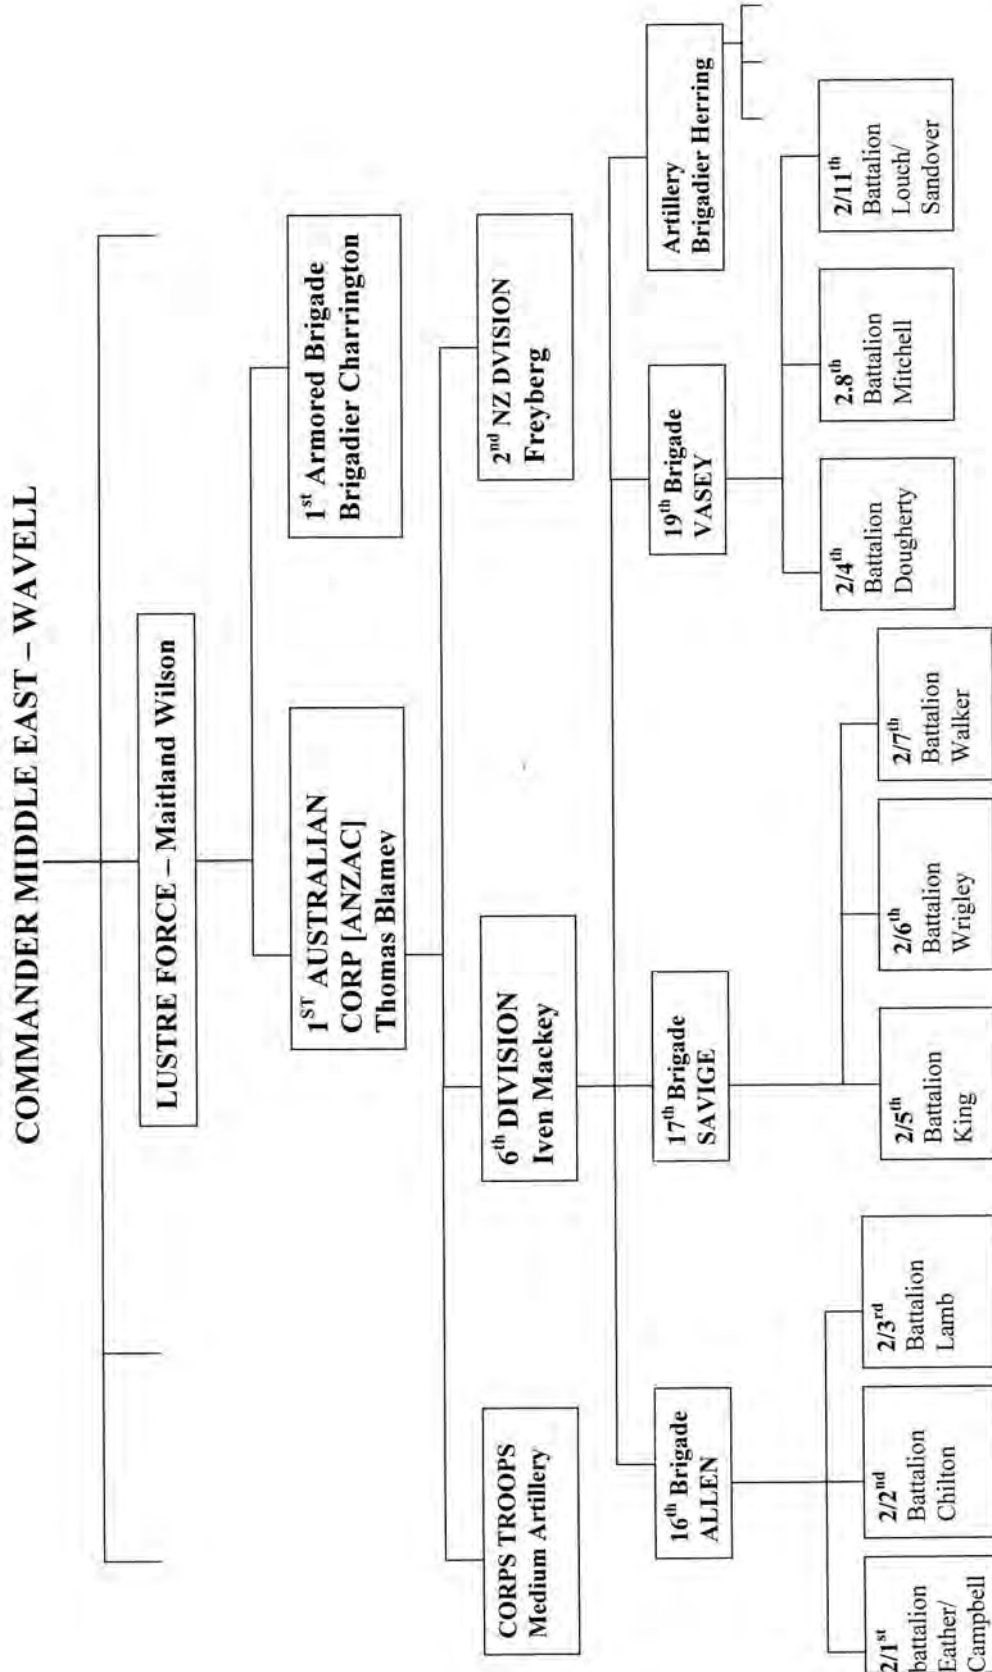 COMMANDER MIDDLE EAST – WAVELL
LUSTRE FORCE – Maitland Wilson
1ST AUSTRALIAN
CORP [ANZAC]
Thomas Blamey
1st Armored Brigade
Brigadier Charrington
CORPS TROOPS
Medium Artillery
6th DIVISION
Iven Mackey
2nd NZ DVISION
Freyberg
16th Brigade
ALLEN
17th Brigade
SAVIGE
19th Brigade
VASEY
Artillery
Brigadier Herring
2/1st
battalion
Eather/
Campbell
2/2nd
Battalion
Chilton
2/3rd
Battalion
Lamb
2/5th
Battalion
King
2/6th
Battalion
Wrigley
2/7th
Battalion
Walker
2/4th
Battalion
Dougherty
2.8th
Battalion
Mitchell
2/11th
Battalion
Louch/
Sandover